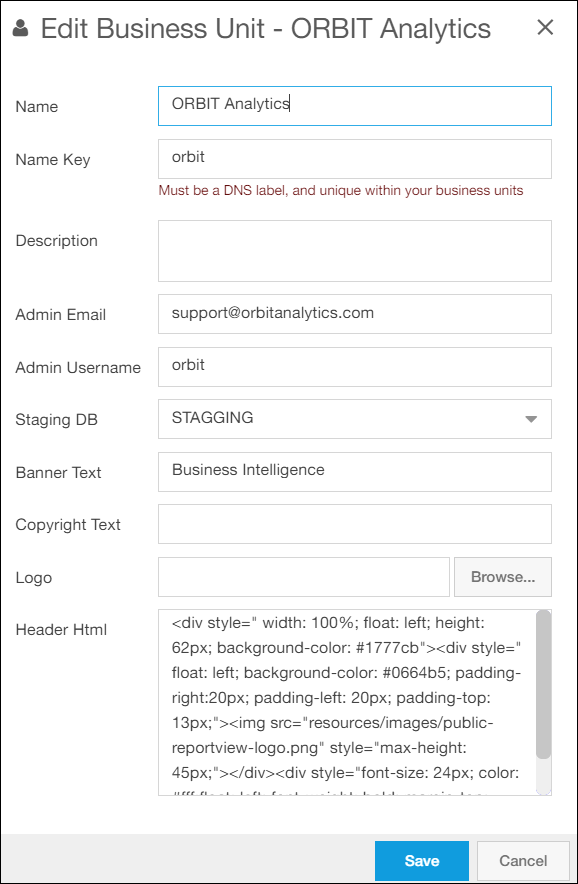 Edit Business Unit - ORBIT Analytics
Name
ORBIT Analytics
Name Key
orbit
Must be a DNS label, and unique within your business units
Description
Admin Email
support@orbitanalytics.com
Admin Username
orbit
Staging DB
STAGGING
Banner Text
Business Intelligence
Copyright Text
Logo
Browse...
Header Html
<div style=" width: 100%; float: left; height:
62px; background-color: #1777cb"><div style="
float: left; background-color: #0664b5; padding-
right:20px; padding-left: 20px; padding-top:
13px;"><img src="resources/images/public-
reportview-logo.png" style="max-height:
45px;"></div><div style="font-size: 24px; color:
Save
Cancel